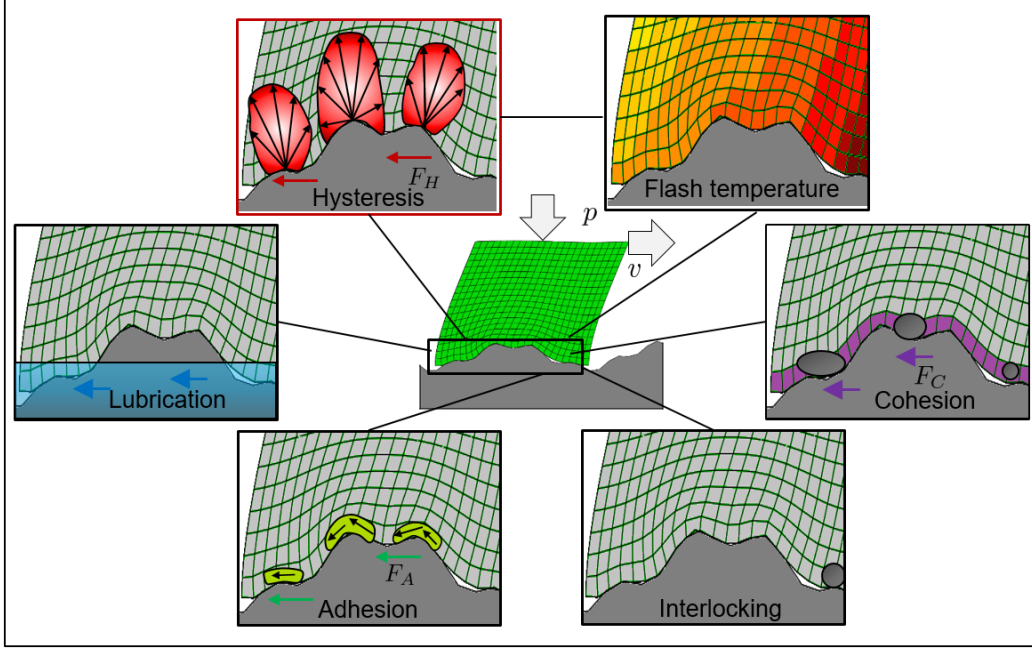 F_H
Hysteresis
Flash temperature
p
v
Lubrication
F_C
Cohesion
F_A
Adhesion
Interlocking